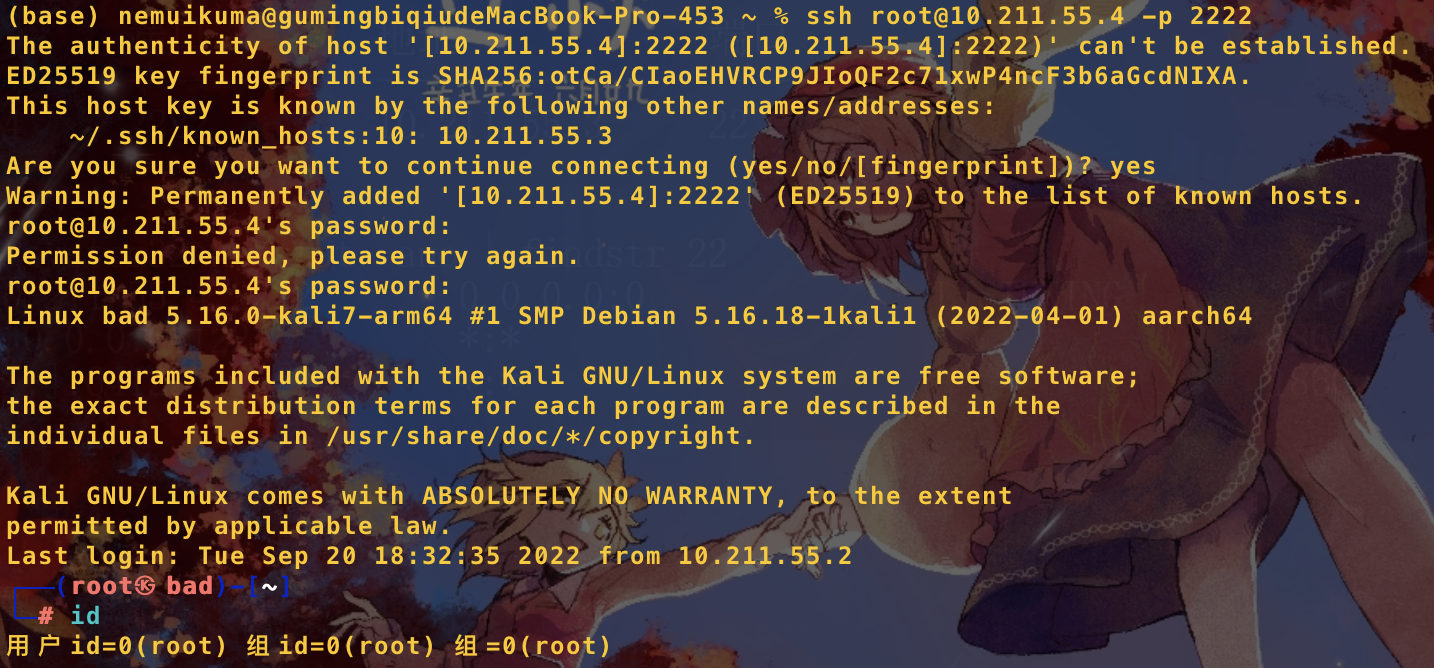 (base) nemuikuma@gumingbiqiudeMacBook-Pro-453 ~ % ssh root@10.211.55.4 -p 2222
The authenticity of host '[10.211.55.4]:2222 ([10.211.55.4]:2222)' can't be established.
ED25519 key fingerprint is SHA256:otCa/CIaoEHVRCP9JIoQF2c71xwP4ncF3b6aGcdNIXA.
This host key is known by the following other names/addresses:
    ~/.ssh/known_hosts:10: 10.211.55.3
Are you sure you want to continue connecting (yes/no/[fingerprint])? yes
Warning: Permanently added '[10.211.55.4]:2222' (ED25519) to the list of known hosts.
root@10.211.55.4's password:
Permission denied, please try again.
root@10.211.55.4's password:
Linux bad 5.16.0-kali7-arm64 #1 SMP Debian 5.16.18-1kali1 (2022-04-01) aarch64
The programs included with the Kali GNU/Linux system are free software;
the exact distribution terms for each program are described in the
individual files in /usr/share/doc/*/copyright.
Kali GNU/Linux comes with ABSOLUTELY NO WARRANTY, to the extent
permitted by applicable law.
Last login: Tue Sep 20 18:32:35 2022 from 10.211.55.2
┌──(root㉿bad)-[~]
└─# id
用户id=0(root) 组id=0(root) 组=0(root)